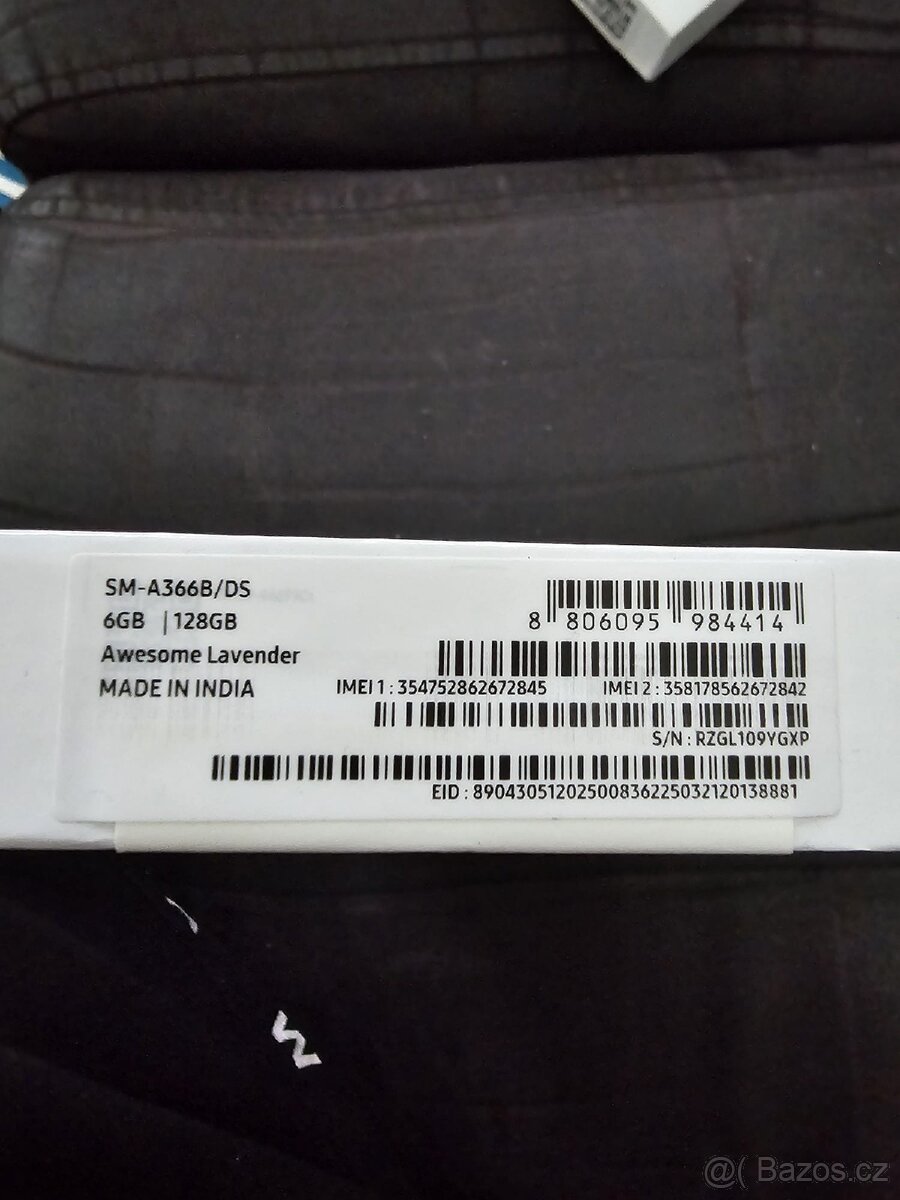 SM-A366B/DS
6GB | 128GB
Awesome Lavender
MADE IN INDIA
8 806095 984414
IMEI 1 : 354752862672845 IMEI 2 : 358178562672842
S/N : RZGL109YGXP
EID : 89043051202500836225032120138881
@( Bazos.cz